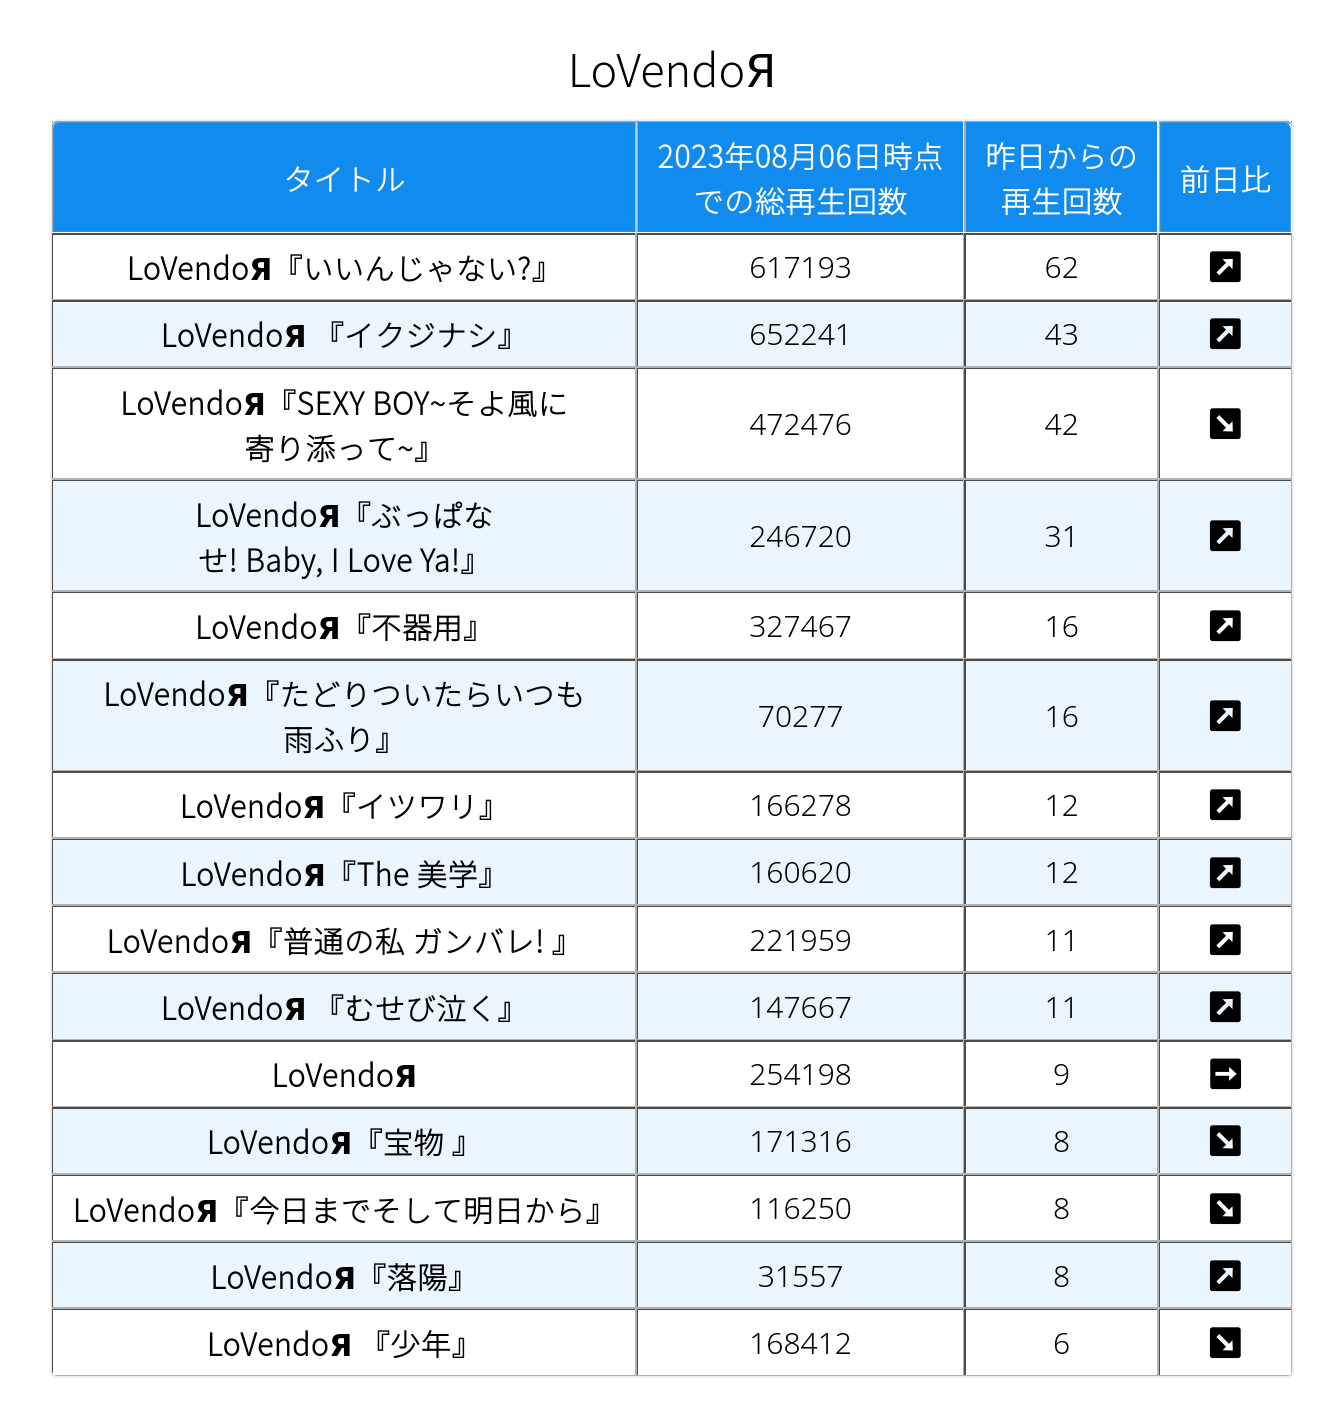 LoVendoЯ
タイトル
2023年08月06日時点
での総再生回数
昨日からの
再生回数
前日比
LoVendoЯ『いいんじゃない?』
617193
62
LoVendoЯ 『イクジナシ』
652241
43
LoVendoЯ『SEXY BOY~そよ風に
寄り添って~』
472476
42
LoVendoЯ『ぶっぱな
せ! Baby, I Love Ya!』
246720
31
LoVendoЯ『不器用』
327467
16
LoVendoЯ『たどりついたらいつも
雨ふり』
70277
16
LoVendoЯ『イツワリ』
166278
12
LoVendoЯ『The 美学』
160620
12
LoVendoЯ『普通の私 ガンバレ! 』
221959
11
LoVendoЯ 『むせび泣く』
147667
11
LoVendoЯ
254198
9
LoVendoЯ『宝物 』
171316
8
LoVendoЯ『今日までそして明日から』
116250
8
LoVendoЯ『落陽』
31557
8
LoVendoЯ 『少年』
168412
6